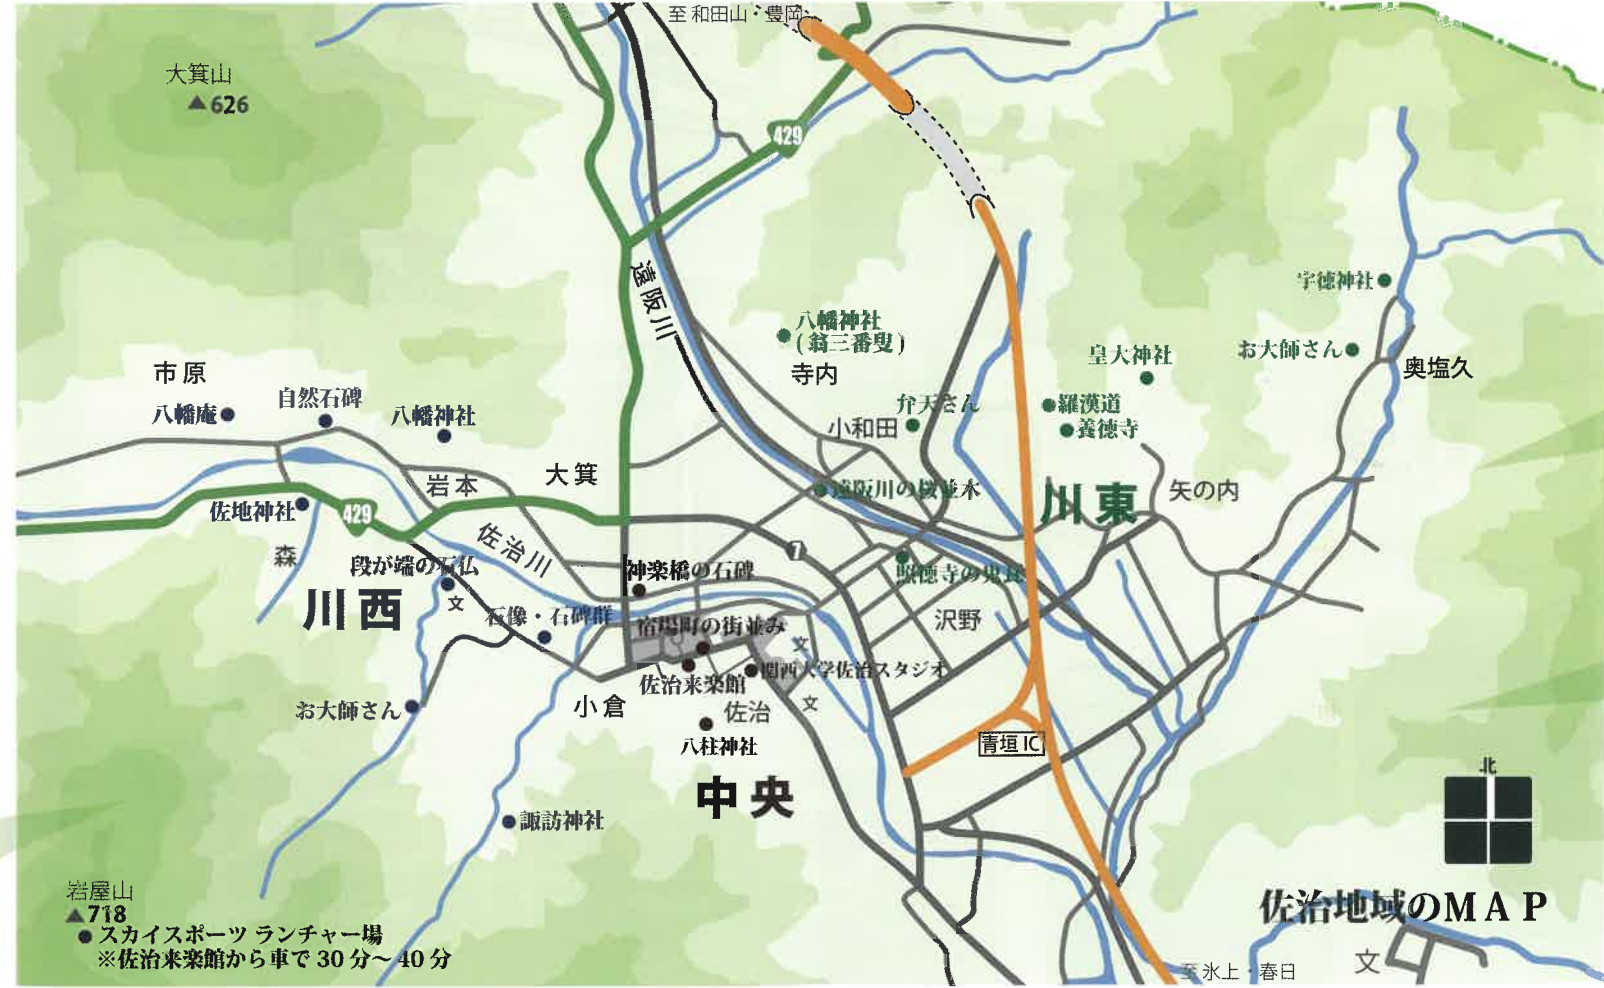 至 和田山・豊岡
大箕山
▲626
429
遠阪川
宇徳神社
八幡神社
(翁三番叟)
お大師さん
皇大神社
奥塩久
市原
寺内
自然石碑
八幡庵
八幡神社
弁天さん
羅漢道
小和田
養徳寺
大箕
岩本
遠阪川の桜並木
矢の内
川東
佐地神社
429
佐治川
7
森
段が端の石仏
神楽橋の石碑
照徳寺の鬼瓦
文
川西
石像・石碑群
宿場町の街並み
沢野
文
関西大学佐治スタジオ
佐治来楽館
お大師さん
小倉
佐治
文
八柱神社
青垣IC
中央
北
諏訪神社
岩屋山
▲718
スカイスポーツ ランチャー場
※佐治来楽館から車で30分〜40分
佐治地域のMAP
至 氷上・春日
文